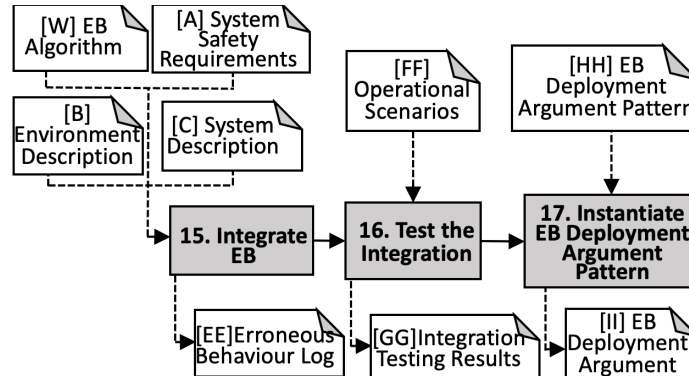 [W] EB
Algorithm
[A] System
Safety
Requirements
[B]
Environment
Description
[C] System
Description
[FF]
Operational
Scenarios
[HH] EB
Deployment
Argument Pattern
15. Integrate
EB
16. Test the
Integration
17. Instantiate
EB Deployment
Argument
Pattern
[EE]Erroneous
Behaviour Log
[GG]Integration
Testing Results
[II] EB
Deployment
Argument